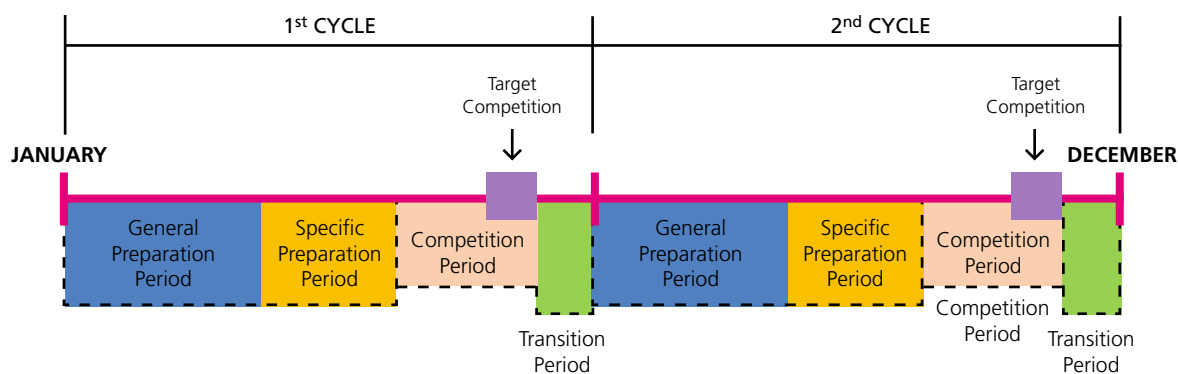 1st CYCLE
2nd CYCLE
Target
Competition
Target
Competition
JANUARY
DECEMBER
General
Preparation
Period
Specific
Preparation
Period
Competition
Period
General
Preparation
Period
Specific
Preparation
Period
Competition
Period
Competition
Period
Transition
Period
Transition
Period